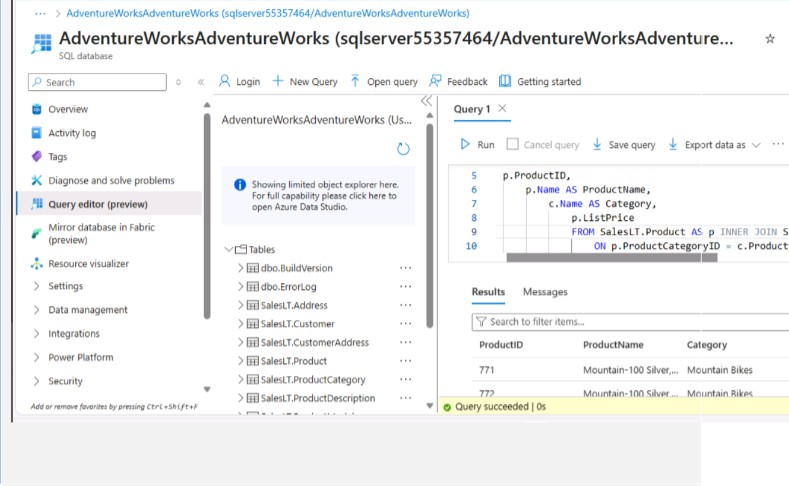 ··· > AdventureWorksAdventureWorks (sqlserver55357464/AdventureWorksAdventureWorks)
AdventureWorksAdventureWorks (sqlserver55357464/AdventureWorksAdventure...
SQL database
Search
Login
New Query
Open query
Feedback
Getting started
Overview
Activity log
Tags
Diagnose and solve problems
Query editor (preview)
Mirror database in Fabric
(preview)
Resource visualizer
Settings
Data management
Integrations
Power Platform
Security
Add or remove favorites by pressing Ctrl+Shift+F
AdventureWorksAdventureWorks (Us...
Showing limited object explorer here.
For full capability please click here to
open Azure Data Studio.
Tables
dbo.BuildVersion
dbo.ErrorLog
SalesLT.Address
SalesLT.Customer
SalesLT.CustomerAddress
SalesLT.Product
SalesLT.ProductCategory
SalesLT.ProductDescription
Query 1
Run
Cancel query
Save query
Export data as
5 p.ProductID,
6 p.Name AS ProductName,
7 c.Name AS Category,
8 p.ListPrice
9 FROM SalesLT.Product AS p INNER JOIN S
10 ON p.ProductCategoryID = c.Product
Results Messages
Search to filter items...
ProductID ProductName Category
771 Mountain-100 Silver,... Mountain Bikes
772 Mountain-100 Silver,... Mountain Bikes
Query succeeded | 0s